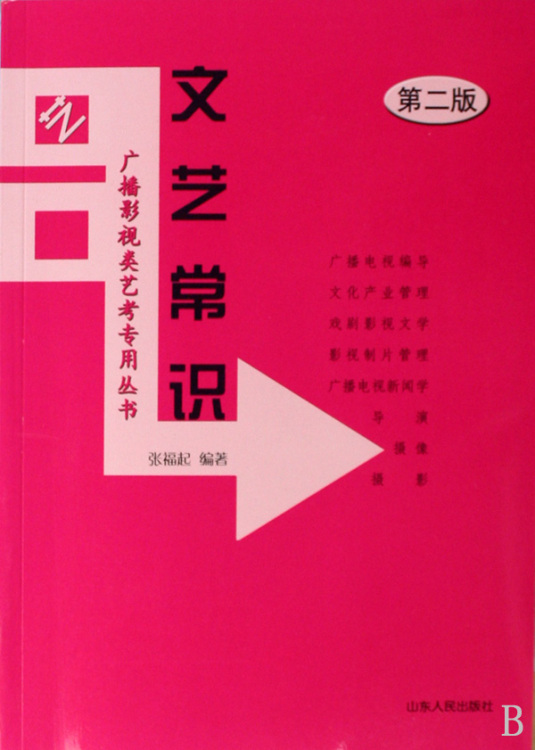 第二版
文艺常识
广播影视类艺考专用丛书
艺
广播电视编导
文化产业管理
戏剧影视文学
影视制片管理
广播电视新闻学
导演
摄像
摄影
张福起 编著
山东人民出版社
B